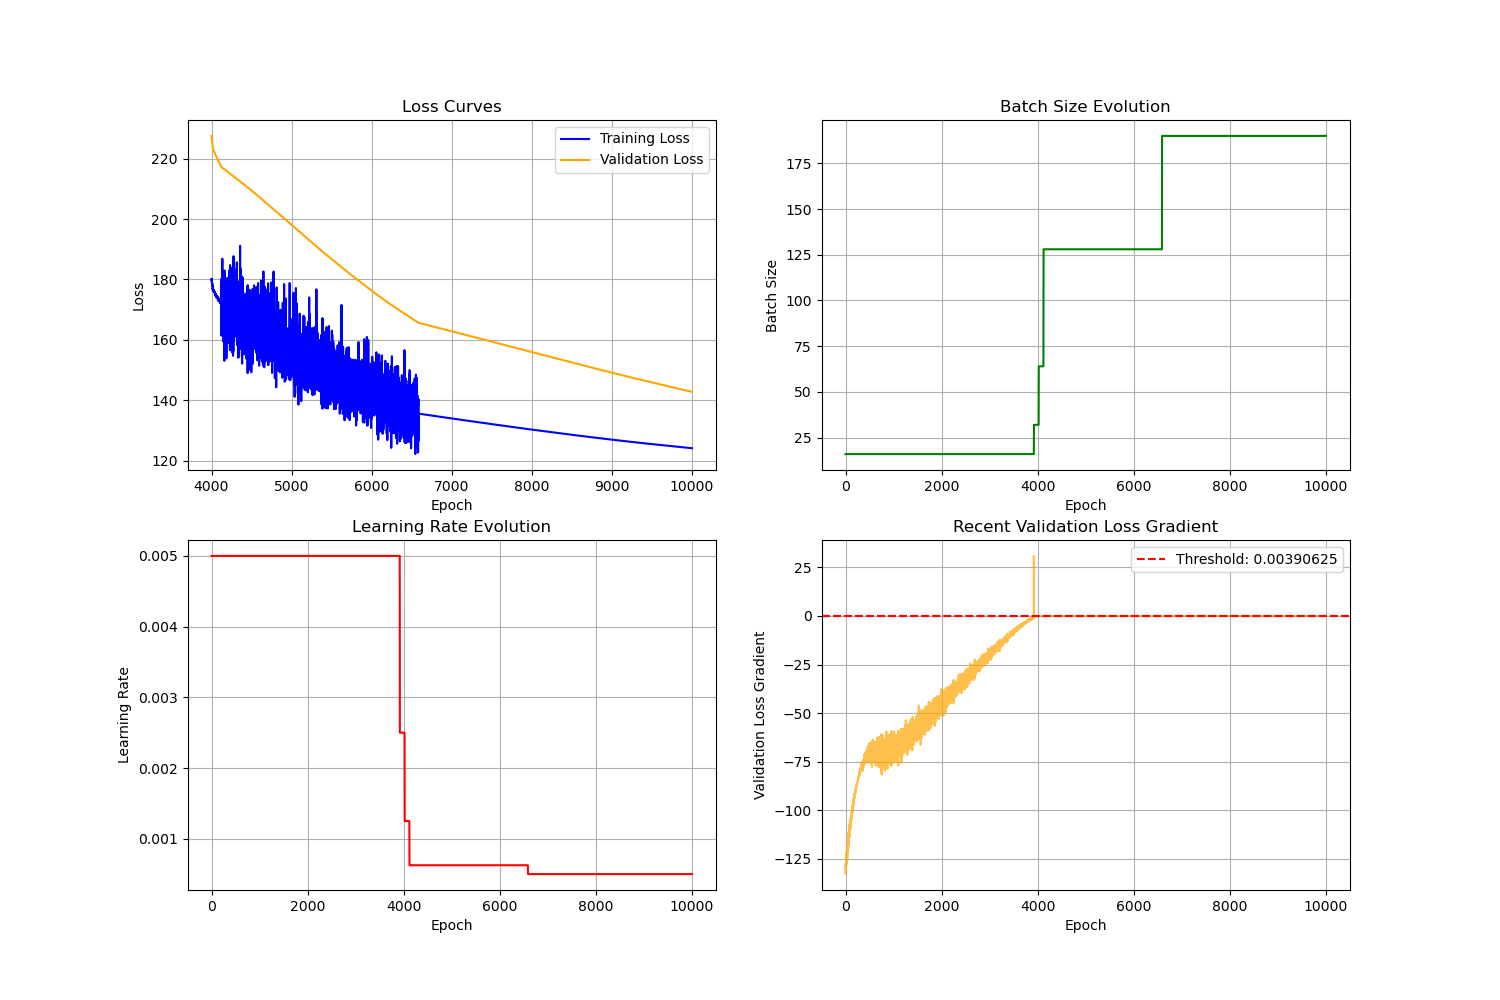 Loss Curves
Training Loss
Validation Loss
220
200
180
160
140
120
Loss
4000 5000 6000 7000 8000 9000 10000
Epoch
Batch Size Evolution
175
150
125
100
75
50
25
Batch Size
0 2000 4000 6000 8000 10000
Epoch
Learning Rate Evolution
0.005
0.004
0.003
0.002
0.001
Learning Rate
0 2000 4000 6000 8000 10000
Epoch
Recent Validation Loss Gradient
Threshold: 0.00390625
25
0
−25
−50
−75
−100
−125
Validation Loss Gradient
0 2000 4000 6000 8000 10000
Epoch